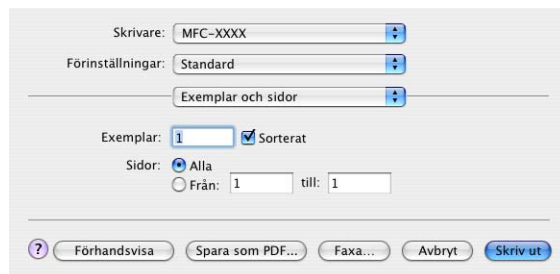 Skrivare: MFC-XXXX
Förinställningar: Standard
Exemplar och sidor
Exemplar: 1 Sorterat
Sidor: Alla
Från: 1 till: 1
? Förhandsvisa Spara som PDF... Faxa... Avbryt Skriv ut